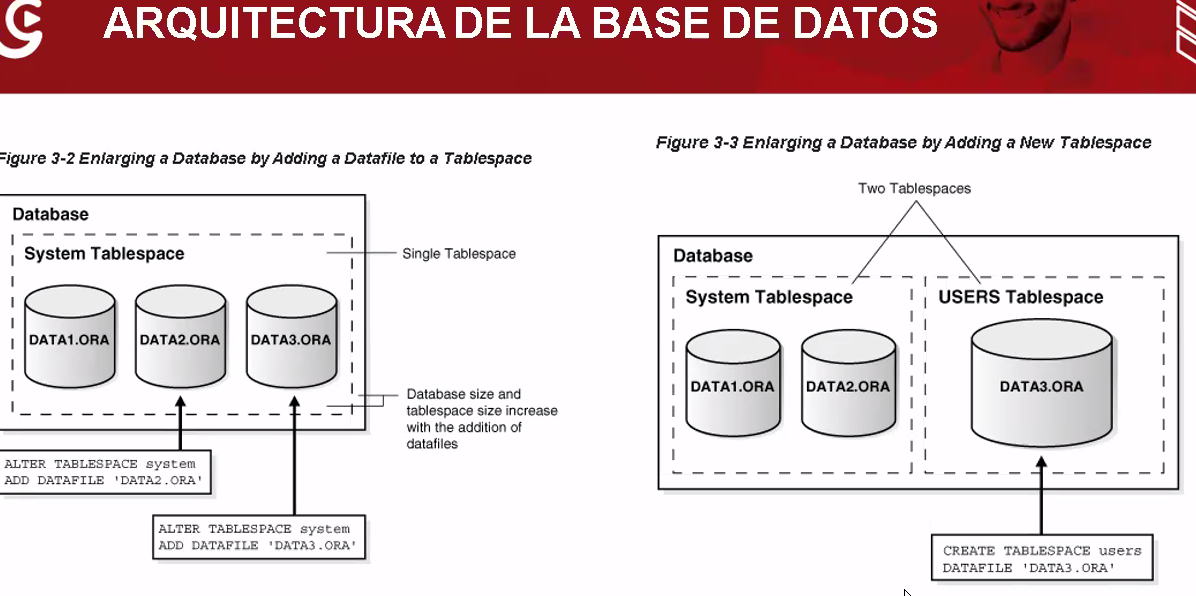 ARQUITECTURA DE LA BASE DE DATOS
Figure 3-2 Enlarging a Database by Adding a Datafile to a Tablespace
Database
System Tablespace
Single Tablespace
DATA1.ORA
DATA2.ORA
DATA3.ORA
Database size and
tablespace size increase
with the addition of
datafiles
ALTER TABLESPACE system
ADD DATAFILE 'DATA2.ORA'
ALTER TABLESPACE system
ADD DATAFILE 'DATA3.ORA'
Figure 3-3 Enlarging a Database by Adding a New Tablespace
Two Tablespaces
Database
System Tablespace
USERS Tablespace
DATA1.ORA
DATA2.ORA
DATA3.ORA
CREATE TABLESPACE users
DATAFILE 'DATA3.ORA'